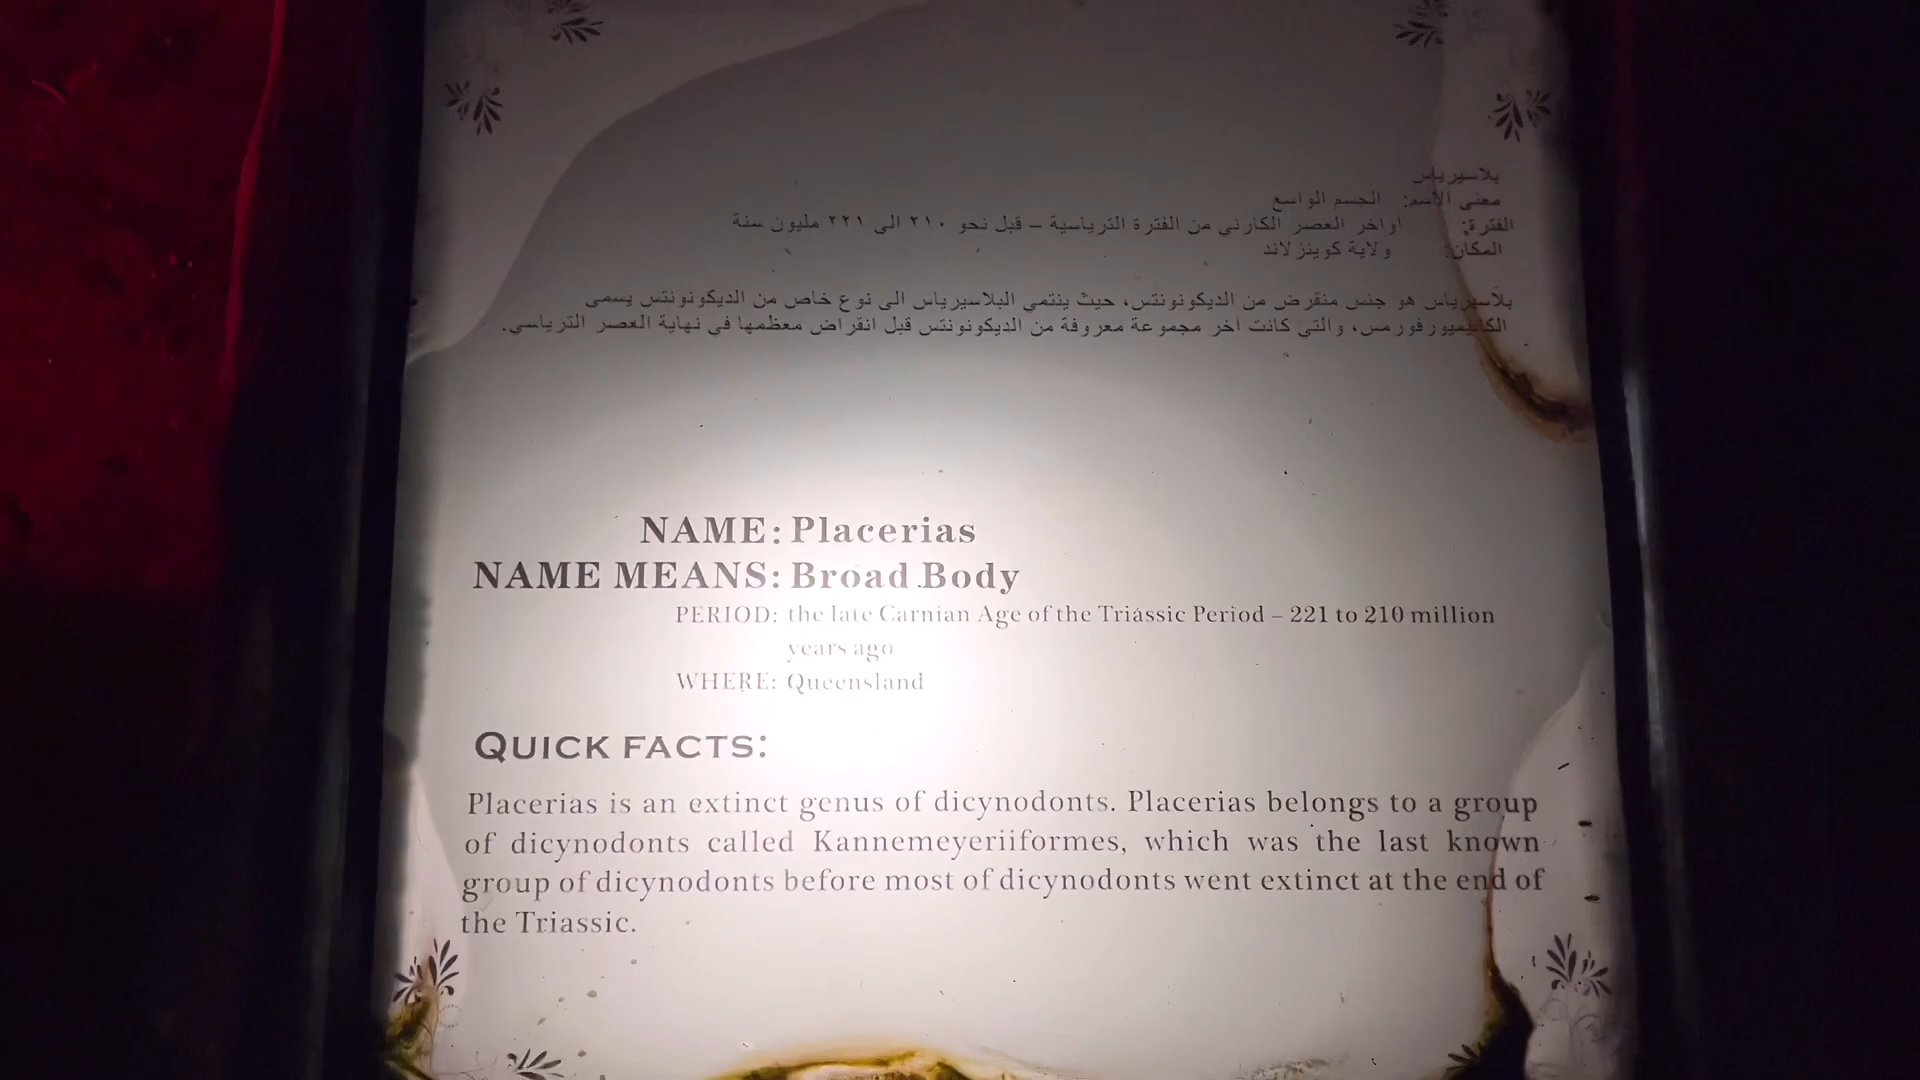 بلاسيرياس
معنى الأسم: الجسم الواسع
الفترة: اواخر العصر الكارني من الفترة الترياسية – قبل نحو ٢١٠ الى ٢٢١ مليون سنة
المكان: ولاية كوينزلاند
بلاسيرياس هو جنس منقرض من الديكونونتس، حيث ينتمي البلاسيرياس الى نوع خاص من الديكونونتس يسمى
والتي كانت اخر مجموعة معروفة من الديكونونتس قبل انقراض معظمها في نهاية العصر الترياسي.
NAME: Placerias
NAME MEANS: Broad Body
PERIOD: the late Carnian Age of the Triassic Period – 221 to 210 million
years ago
WHERE: Queensland
QUICK FACTS:
Placerias is an extinct genus of dicynodonts. Placerias belongs to a group
of dicynodonts called Kannemeyeriiformes, which was the last known
group of dicynodonts before most of dicynodonts went extinct at the end of
the Triassic.